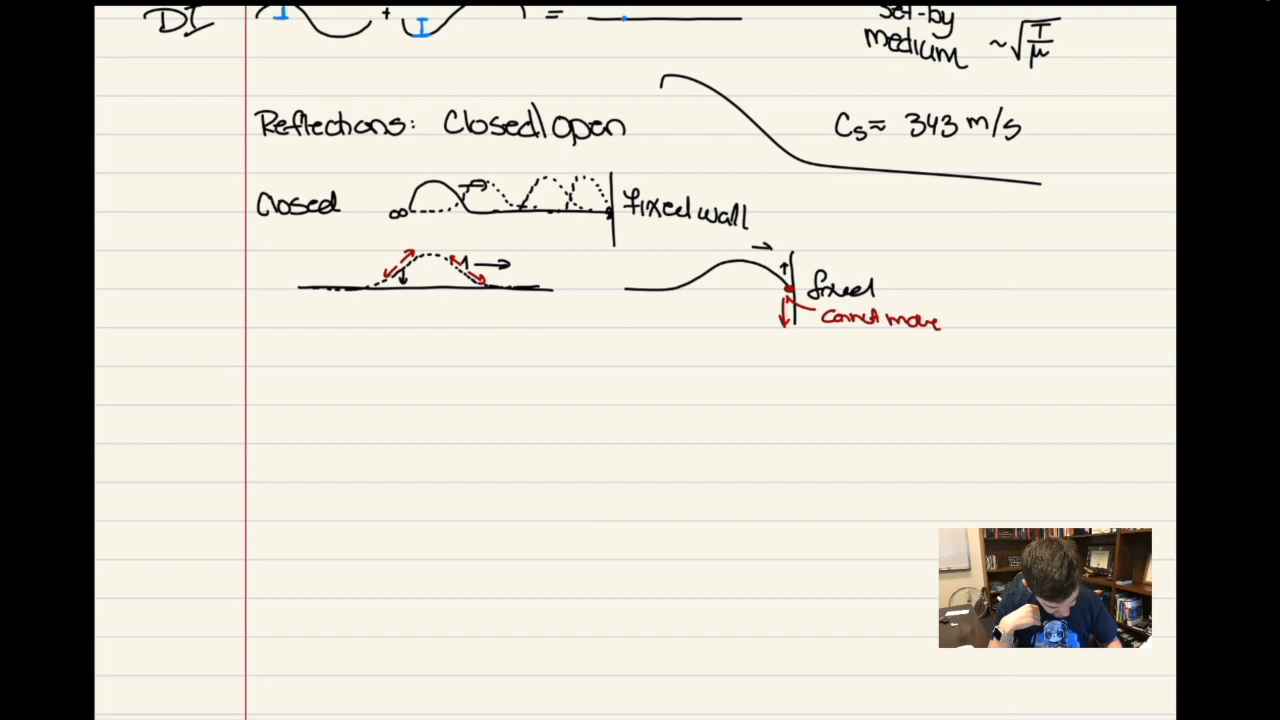 DI + =
set-by
medium ~√T/μ
Reflections: Closed\open
Cs≈ 343 m/s
Closed ∞ fixed wall
fixed
cannot move